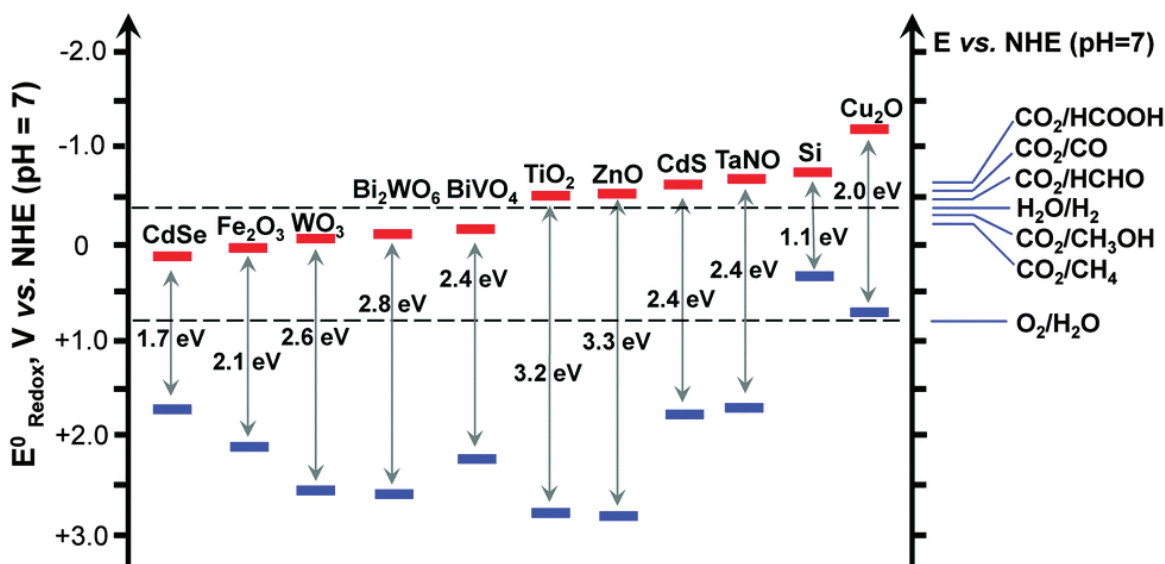 E⁰Redox, V vs. NHE (pH = 7)
-2.0
-1.0
0
+1.0
+2.0
+3.0
CdSe
1.7 eV
Fe₂O₃
2.1 eV
WO₃
2.6 eV
Bi₂WO₆
2.8 eV
BiVO₄
2.4 eV
TiO₂
3.2 eV
ZnO
3.3 eV
CdS
2.4 eV
TaNO
2.4 eV
Si
1.1 eV
Cu₂O
2.0 eV
E vs. NHE (pH=7)
CO₂/HCOOH
CO₂/CO
CO₂/HCHO
H₂O/H₂
CO₂/CH₃OH
CO₂/CH₄
O₂/H₂O